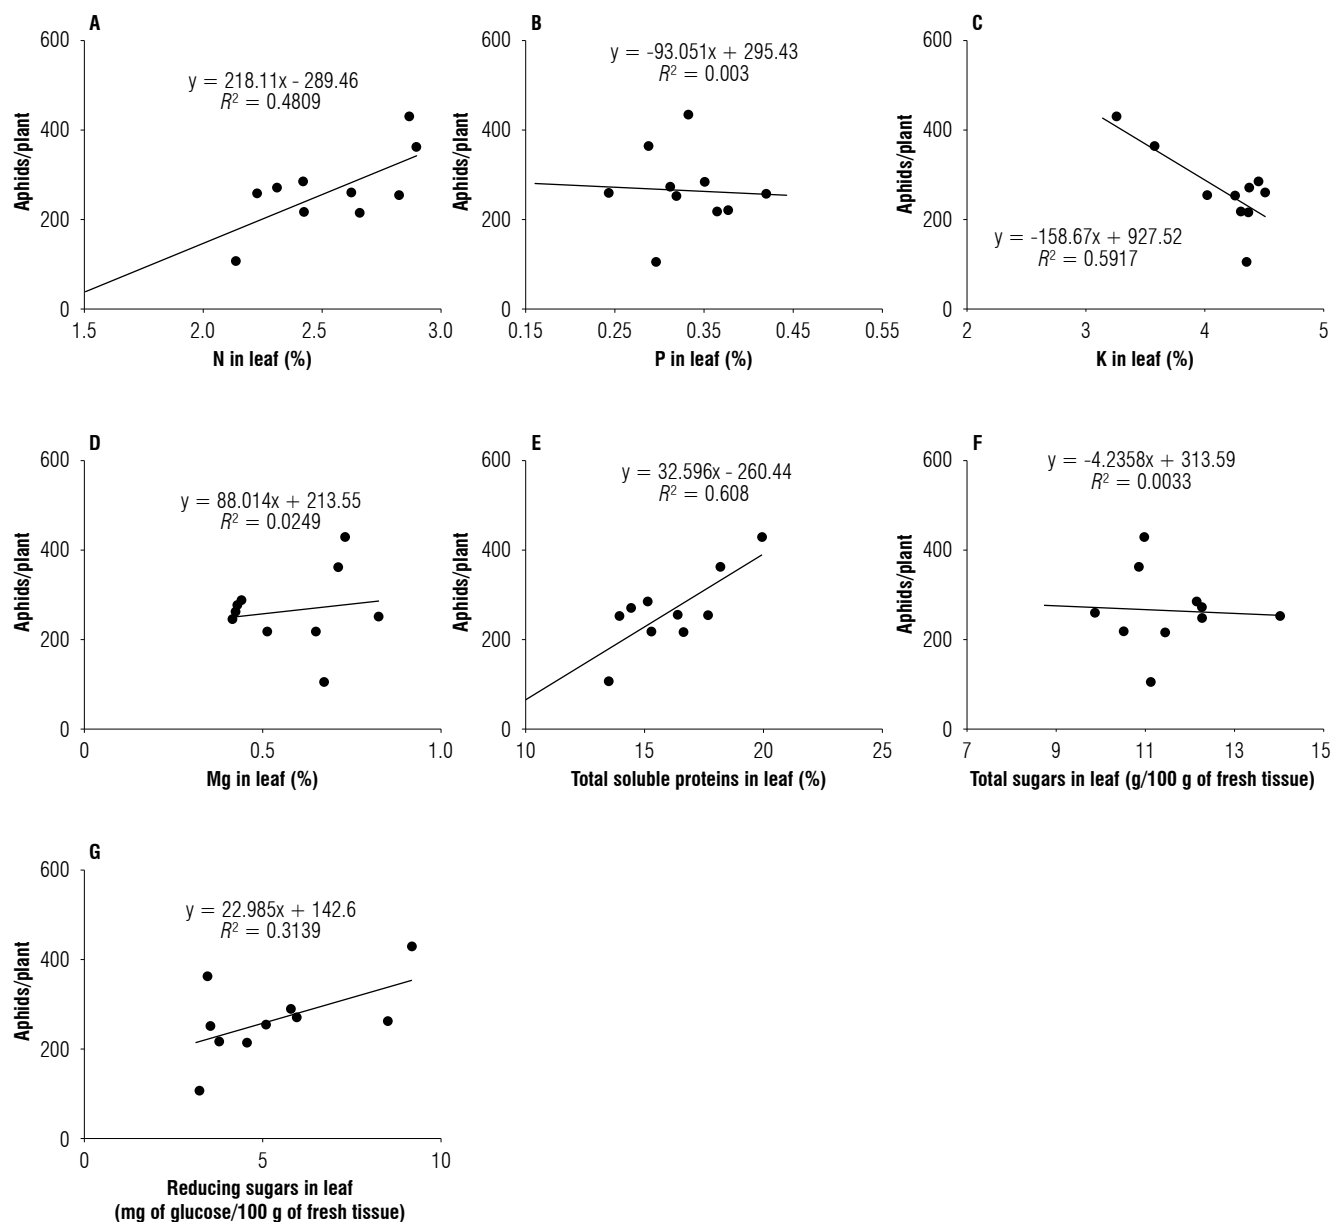 A
y = 218.11x - 289.46
R² = 0.4809
Aphids/plant
600
400
200
0
1.5 2.0 2.5 3.0
N in leaf (%)
B
y = -93.051x + 295.43
R² = 0.003
Aphids/plant
600
400
200
0
0.15 0.25 0.35 0.45 0.55
P in leaf (%)
C
y = -158.67x + 927.52
R² = 0.5917
Aphids/plant
600
400
200
0
2 3 4 5
K in leaf (%)
D
y = 88.014x + 213.55
R² = 0.0249
Aphids/plant
600
400
200
0
0 0.5 1.0
Mg in leaf (%)
E
y = 32.596x - 260.44
R² = 0.608
Aphids/plant
600
400
200
0
10 15 20 25
Total soluble proteins in leaf (%)
F
y = -4.2358x + 313.59
R² = 0.0033
Aphids/plant
600
400
200
0
7 9 11 13 15
Total sugars in leaf (g/100 g of fresh tissue)
G
y = 22.985x + 142.6
R² = 0.3139
Aphids/plant
600
400
200
0
0 5 10
Reducing sugars in leaf
(mg of glucose/100 g of fresh tissue)